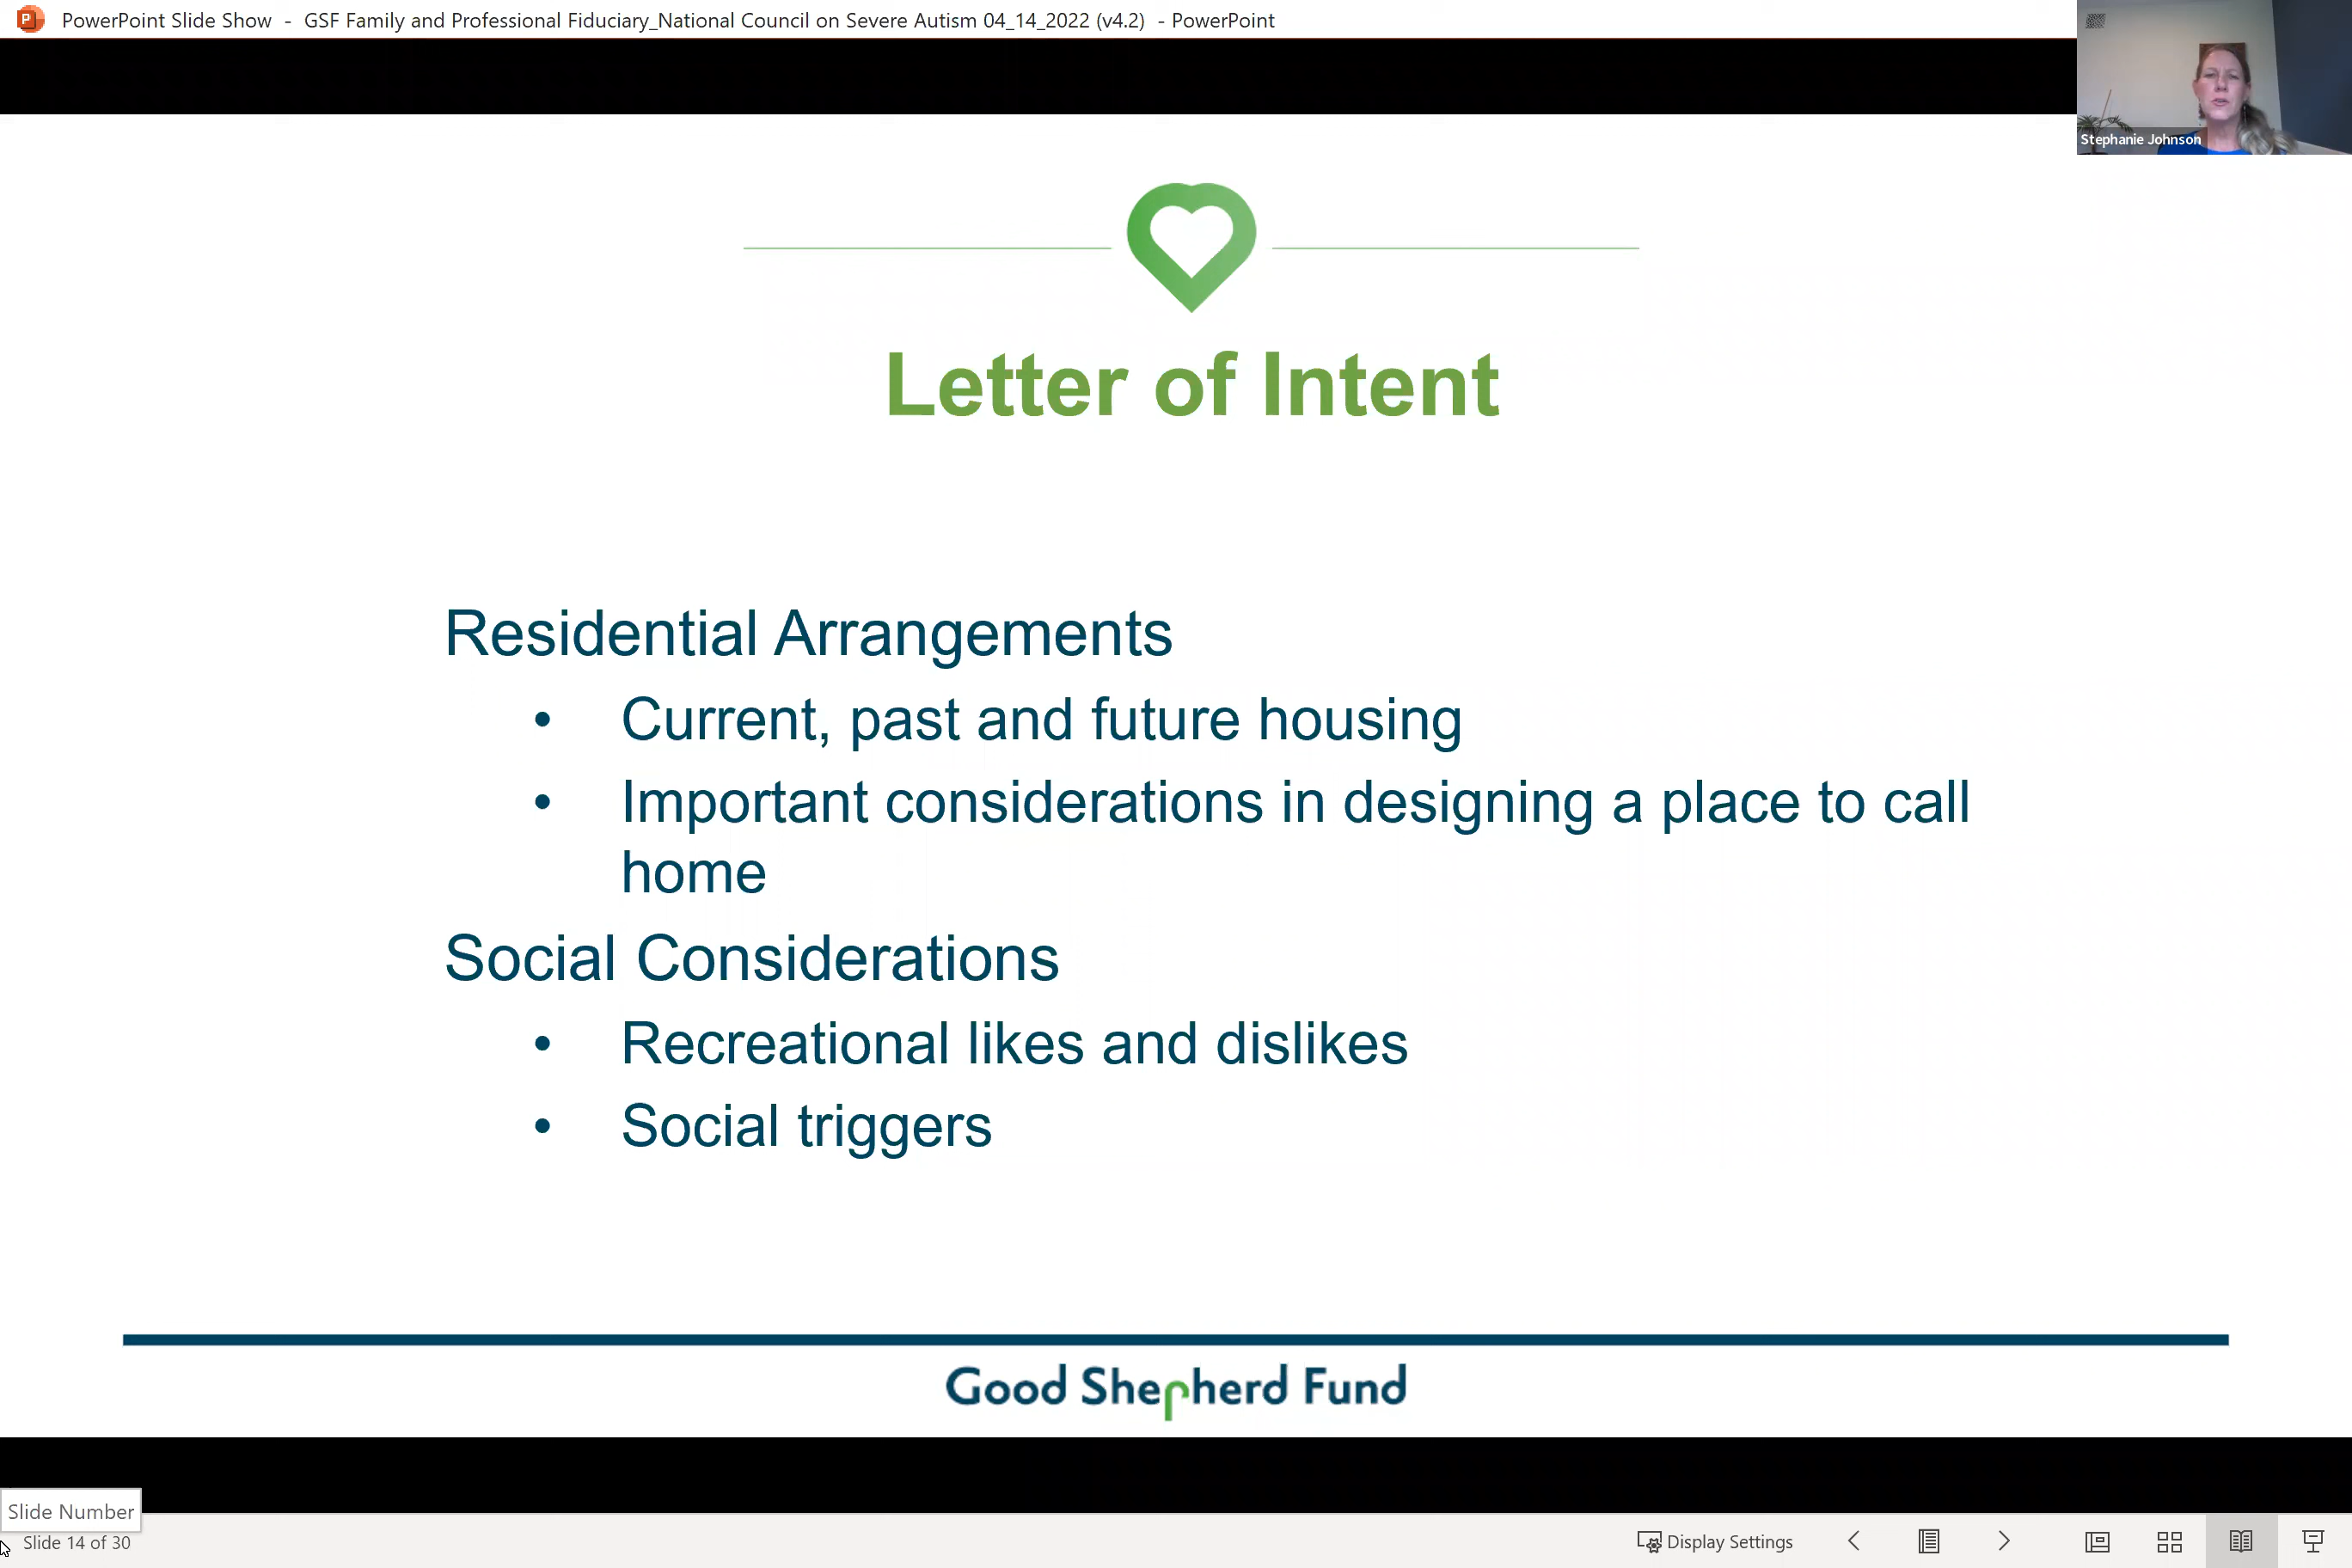 PowerPoint Slide Show - GSF Family and Professional Fiduciary_National Council on Severe Autism 04_14_2022 (v4.2) - PowerPoint
Stephanie Johnson
Letter of Intent
Residential Arrangements
• Current, past and future housing
• Important considerations in designing a place to call
home
Social Considerations
• Recreational likes and dislikes
• Social triggers
Good Shepherd Fund
Slide Number
Slide 14 of 30
Display Settings